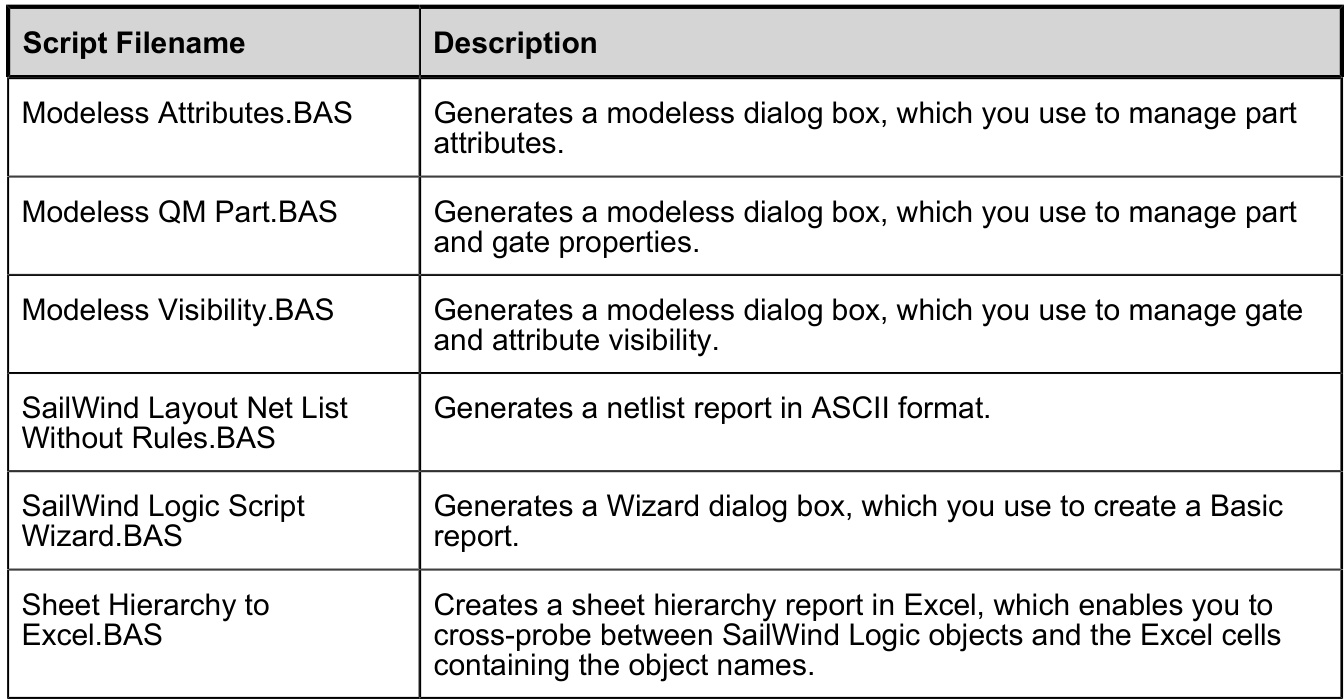 Script Filename
Description
Modeless Attributes.BAS
Generates a modeless dialog box, which you use to manage part
attributes.
Modeless QM Part.BAS
Generates a modeless dialog box, which you use to manage part
and gate properties.
Modeless Visibility.BAS
Generates a modeless dialog box, which you use to manage gate
and attribute visibility.
SailWind Layout Net List
Without Rules.BAS
Generates a netlist report in ASCII format.
SailWind Logic Script
Wizard.BAS
Generates a Wizard dialog box, which you use to create a Basic
report.
Sheet Hierarchy to
Excel.BAS
Creates a sheet hierarchy report in Excel, which enables you to
cross-probe between SailWind Logic objects and the Excel cells
containing the object names.